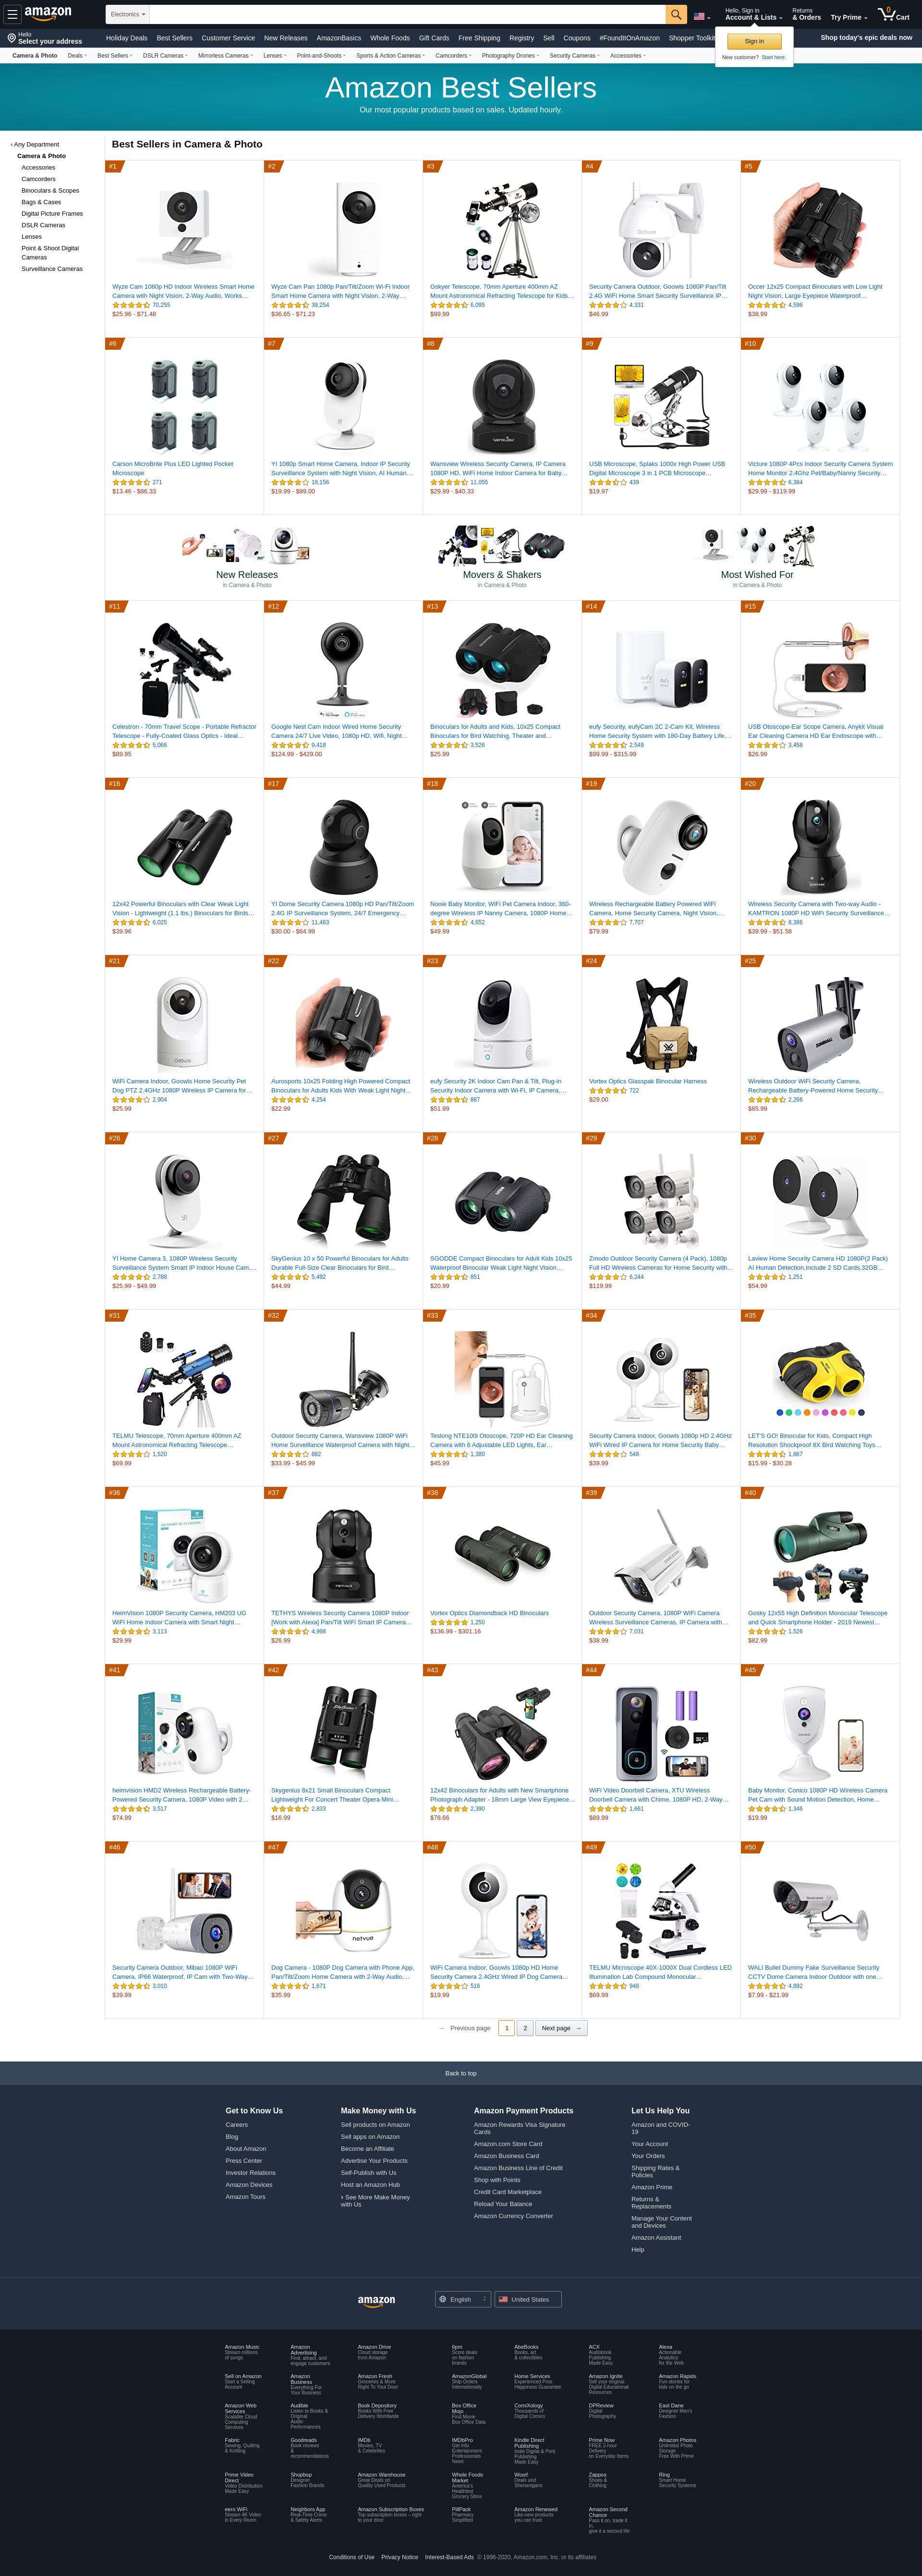 Hello
Select your address
amazon
Electronics
Hello, Sign in
Account & Lists
Returns
& Orders
Try Prime
0
Cart
Holiday Deals
Best Sellers
Customer Service
New Releases
AmazonBasics
Whole Foods
Gift Cards
Free Shipping
Registry
Sell
Coupons
#FoundItOnAmazon
Shopper Toolkit
Shop today's epic deals now
Sign in
New customer? Start here.
Camera & Photo
Deals
Best Sellers
DSLR Cameras
Mirrorless Cameras
Lenses
Point-and-Shoots
Sports & Action Cameras
Camcorders
Photography Drones
Security Cameras
Accessories
Amazon Best Sellers
Our most popular products based on sales. Updated hourly.
‹ Any Department
Camera & Photo
Accessories
Camcorders
Binoculars & Scopes
Bags & Cases
Digital Picture Frames
DSLR Cameras
Lenses
Point & Shoot Digital
Cameras
Surveillance Cameras
Best Sellers in Camera & Photo
#1
Wyze Cam 1080p HD Indoor Wireless Smart Home
Camera with Night Vision, 2-Way Audio, Works…
70,255
$25.96 - $71.48
#2
Wyze Cam Pan 1080p Pan/Tilt/Zoom Wi-Fi Indoor
Smart Home Camera with Night Vision, 2-Way…
39,254
$36.65 - $71.23
#3
Gskyer Telescope, 70mm Aperture 400mm AZ
Mount Astronomical Refracting Telescope for Kids…
6,095
$99.99
#4
Security Camera Outdoor, Goowls 1080P Pan/Tilt
2.4G WiFi Home Smart Security Surveillance IP…
4,331
$46.99
#5
Occer 12x25 Compact Binoculars with Low Light
Night Vision, Large Eyepiece Waterproof…
4,596
$38.99
#6
Carson MicroBrite Plus LED Lighted Pocket
Microscope
271
$13.46 - $86.33
#7
YI 1080p Smart Home Camera, Indoor IP Security
Surveillance System with Night Vision, AI Human…
19,156
$19.99 - $89.00
#8
Wansview Wireless Security Camera, IP Camera
1080P HD, WiFi Home Indoor Camera for Baby…
11,055
$29.99 - $40.33
#9
USB Microscope, Splaks 1000x High Power USB
Digital Microscope 3 in 1 PCB Microscope…
439
$19.97
#10
Victure 1080P 4Pcs Indoor Security Camera System
Home Monitor 2.4Ghz Pet/Baby/Nanny Security…
6,384
$29.99 - $119.99
New Releases
in Camera & Photo
Movers & Shakers
in Camera & Photo
Most Wished For
in Camera & Photo
#11
Celestron - 70mm Travel Scope - Portable Refractor
Telescope - Fully-Coated Glass Optics - Ideal…
5,066
$89.95
#12
Google Nest Cam Indoor Wired Home Security
Camera 24/7 Live Video, 1080p HD, Wifi, Night…
9,418
$124.99 - $429.00
#13
Binoculars for Adults and Kids, 10x25 Compact
Binoculars for Bird Watching, Theater and…
3,526
$25.99
#14
eufy Security, eufyCam 2C 2-Cam Kit, Wireless
Home Security System with 180-Day Battery Life,…
2,549
$99.99 - $315.99
#15
USB Otoscope-Ear Scope Camera, Anykit Visual
Ear Cleaning Camera HD Ear Endoscope with…
3,458
$26.99
#16
12x42 Powerful Binoculars with Clear Weak Light
Vision - Lightweight (1.1 lbs.) Binoculars for Birds…
6,025
$39.96
#17
YI Dome Security Camera 1080p HD Pan/Tilt/Zoom
2.4G IP Surveillance System, 24/7 Emergency…
11,463
$30.00 - $64.99
#18
Nooie Baby Monitor, WiFi Pet Camera Indoor, 360-
degree Wireless IP Nanny Camera, 1080P Home…
4,652
$49.99
#19
Wireless Rechargeable Battery Powered WiFi
Camera, Home Security Camera, Night Vision,…
7,707
$79.99
#20
Wireless Security Camera with Two-way Audio -
KAMTRON 1080P HD WiFi Security Surveillance…
8,386
$39.99 - $51.58
#21
WiFi Camera Indoor, Goowls Home Security Pet
Dog PTZ 2.4GHz 1080P Wireless IP Camera for…
2,904
$25.99
#22
Aurosports 10x25 Folding High Powered Compact
Binoculars for Adults Kids With Weak Light Night…
4,254
$22.99
#23
eufy Security 2K Indoor Cam Pan & Tilt, Plug-in
Security Indoor Camera with Wi-Fi, IP Camera,…
887
$51.99
#24
Vortex Optics Glasspak Binocular Harness
722
$29.00
#25
Wireless Outdoor WiFi Security Camera,
Rechargeable Battery-Powered Home Security…
2,266
$85.99
#26
YI Home Camera 3, 1080P Wireless Security
Surveillance System Smart IP Indoor House Cam,…
2,788
$25.99 - $49.99
#27
SkyGenius 10 x 50 Powerful Binoculars for Adults
Durable Full-Size Clear Binoculars for Bird…
5,492
$44.99
#28
SGODDE Compact Binoculars for Adult Kids 10x25
Waterproof Binocular Weak Light Night Vision…
851
$20.99
#29
Zmodo Outdoor Security Camera (4 Pack), 1080p
Full HD Wireless Cameras for Home Security with…
6,244
$119.99
#30
Laview Home Security Camera HD 1080P(2 Pack)
AI Human Detection,Include 2 SD Cards,32GB…
1,251
$54.99
#31
TELMU Telescope, 70mm Aperture 400mm AZ
Mount Astronomical Refracting Telescope…
1,520
$69.99
#32
Outdoor Security Camera, Wansview 1080P WiFi
Home Surveillance Waterproof Camera with Night…
882
$33.99 - $45.99
#33
Teslong NTE100i Otoscope, 720P HD Ear Cleaning
Camera with 6 Adjustable LED Lights, Ear…
1,380
$45.99
#34
Security Camera Indoor, Goowls 1080p HD 2.4GHz
WiFi Wired IP Camera for Home Security Baby…
548
$39.99
#35
LET'S GO! Binocular for Kids, Compact High
Resolution Shockproof 8X Bird Watching Toys…
1,867
$15.99 - $30.28
#36
HeimVision 1080P Security Camera, HM203 UG
WiFi Home Indoor Camera with Smart Night…
3,113
$29.99
#37
TETHYS Wireless Security Camera 1080P Indoor
[Work with Alexa] Pan/Tilt WiFi Smart IP Camera…
4,998
$26.99
#38
Vortex Optics Diamondback HD Binoculars
1,250
$136.99 - $301.16
#39
Outdoor Security Camera, 1080P WiFi Camera
Wireless Surveillance Cameras, IP Camera with…
7,031
$38.99
#40
Gosky 12x55 High Definition Monocular Telescope
and Quick Smartphone Holder - 2019 Newest…
1,526
$82.99
#41
heimvision HMD2 Wireless Rechargeable Battery-
Powered Security Camera, 1080P Video with 2…
3,517
$74.99
#42
Skygenius 8x21 Small Binoculars Compact
Lightweight For Concert Theater Opera Mini…
2,833
$16.99
#43
12x42 Binoculars for Adults with New Smartphone
Photograph Adapter - 18mm Large View Eyepiece…
2,390
$78.66
#44
WiFi Video Doorbell Camera, XTU Wireless
Doorbell Camera with Chime, 1080P HD, 2-Way…
1,661
$89.99
#45
Baby Monitor, Conico 1080P HD Wireless Camera
Pet Cam with Sound Motion Detection, Home…
1,346
$19.99
#46
Security Camera Outdoor, Mibao 1080P WiFi
Camera, IP66 Waterproof, IP Cam with Two-Way…
3,010
$39.99
#47
Dog Camera - 1080P Dog Camera with Phone App,
Pan/Tilt/Zoom Home Camera with 2-Way Audio,…
1,671
$35.99
#48
WiFi Camera Indoor, Goowls 1080p HD Home
Security Camera 2.4GHz Wired IP Dog Camera…
516
$19.99
#49
TELMU Microscope 40X-1000X Dual Cordless LED
Illumination Lab Compound Monocular…
948
$69.99
#50
WALI Bullet Dummy Fake Surveillance Security
CCTV Dome Camera Indoor Outdoor with one…
4,892
$7.99 - $21.99
← Previous page
1
2
Next page →
Back to top
Get to Know Us
Careers
Blog
About Amazon
Press Center
Investor Relations
Amazon Devices
Amazon Tours
Make Money with Us
Sell products on Amazon
Sell apps on Amazon
Become an Affiliate
Advertise Your Products
Self-Publish with Us
Host an Amazon Hub
› See More Make Money
with Us
Amazon Payment Products
Amazon Rewards Visa Signature
Cards
Amazon.com Store Card
Amazon Business Card
Amazon Business Line of Credit
Shop with Points
Credit Card Marketplace
Reload Your Balance
Amazon Currency Converter
Let Us Help You
Amazon and COVID-
19
Your Account
Your Orders
Shipping Rates &
Policies
Amazon Prime
Returns &
Replacements
Manage Your Content
and Devices
Amazon Assistant
Help
amazon
English
United States
Amazon Music
Stream millions
of songs
Amazon
Advertising
Find, attract, and
engage customers
Amazon Drive
Cloud storage
from Amazon
6pm
Score deals
on fashion
brands
AbeBooks
Books, art
& collectibles
ACX
Audiobook
Publishing
Made Easy
Alexa
Actionable
Analytics
for the Web
Sell on Amazon
Start a Selling
Account
Amazon
Business
Everything For
Your Business
Amazon Fresh
Groceries & More
Right To Your Door
AmazonGlobal
Ship Orders
Internationally
Home Services
Experienced Pros
Happiness Guarantee
Amazon Ignite
Sell your original
Digital Educational
Resources
Amazon Rapids
Fun stories for
kids on the go
Amazon Web
Services
Scalable Cloud
Computing
Services
Audible
Listen to Books &
Original
Audio
Performances
Book Depository
Books With Free
Delivery Worldwide
Box Office
Mojo
Find Movie
Box Office Data
ComiXology
Thousands of
Digital Comics
DPReview
Digital
Photography
East Dane
Designer Men's
Fashion
Fabric
Sewing, Quilting
& Knitting
Goodreads
Book reviews
&
recommendations
IMDb
Movies, TV
& Celebrities
IMDbPro
Get Info
Entertainment
Professionals
Need
Kindle Direct
Publishing
Indie Digital & Print
Publishing
Made Easy
Prime Now
FREE 2-hour
Delivery
on Everyday Items
Amazon Photos
Unlimited Photo
Storage
Free With Prime
Prime Video
Direct
Video Distribution
Made Easy
Shopbop
Designer
Fashion Brands
Amazon Warehouse
Great Deals on
Quality Used Products
Whole Foods
Market
America's
Healthiest
Grocery Store
Woot!
Deals and
Shenanigans
Zappos
Shoes &
Clothing
Ring
Smart Home
Security Systems
eero WiFi
Stream 4K Video
in Every Room
Neighbors App
Real-Time Crime
& Safety Alerts
Amazon Subscription Boxes
Top subscription boxes – right
to your door
PillPack
Pharmacy
Simplified
Amazon Renewed
Like-new products
you can trust
Amazon Second
Chance
Pass it on, trade it
in,
give it a second life
Conditions of Use
Privacy Notice
Interest-Based Ads
© 1996-2020, Amazon.com, Inc. or its affiliates